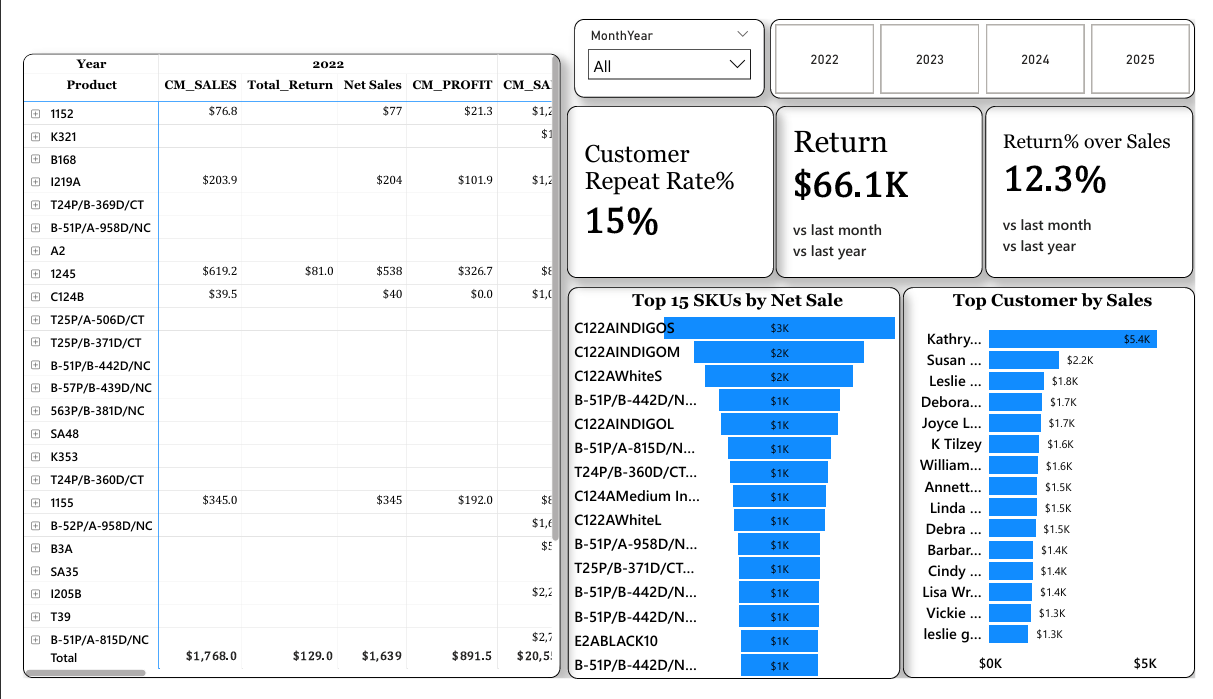 MonthYear
All
2022 2023 2024 2025
Year 2022
Product CM_SALES Total_Return Net Sales CM_PROFIT CM_SA
1152 $76.8 $77 $21.3 $1,2
K321 $1
B168
I219A $203.9 $204 $101.9 $1,2
T24P/B-369D/CT
B-51P/A-958D/NC
A2
1245 $619.2 $81.0 $538 $326.7 $8
C124B $39.5 $40 $0.0 $1,0
T25P/A-506D/CT
T25P/B-371D/CT
B-51P/B-442D/NC
B-57P/B-439D/NC
563P/B-381D/NC
SA48
K353
T24P/B-360D/CT
1155 $345.0 $345 $192.0 $8
B-52P/A-958D/NC $1,6
B3A $5
SA35
I205B $2,2
T39
B-51P/A-815D/NC $2,7
Total $1,768.0 $129.0 $1,639 $891.5 $20,5
Customer
Repeat Rate%
15%
Return
$66.1K
vs last month
vs last year
Return% over Sales
12.3%
vs last month
vs last year
Top 15 SKUs by Net Sale
C122AINDIGOS $3K
C122AINDIGOM $2K
C122AWhiteS $2K
B-51P/B-442D/N... $1K
C122AINDIGOL $1K
B-51P/A-815D/N... $1K
T24P/B-360D/CT... $1K
C124AMedium In... $1K
C122AWhiteL $1K
B-51P/A-958D/N... $1K
T25P/B-371D/CT... $1K
B-51P/B-442D/N... $1K
B-51P/B-442D/N... $1K
E2ABLACK10 $1K
B-51P/B-442D/N... $1K
Top Customer by Sales
Kathry... $5.4K
Susan ... $2.2K
Leslie ... $1.8K
Debora... $1.7K
Joyce L... $1.7K
K Tilzey $1.6K
William... $1.6K
Annett... $1.5K
Linda ... $1.5K
Debra ... $1.5K
Barbar... $1.4K
Cindy ... $1.4K
Lisa Wr... $1.4K
Vickie ... $1.3K
leslie g... $1.3K
$0K $5K